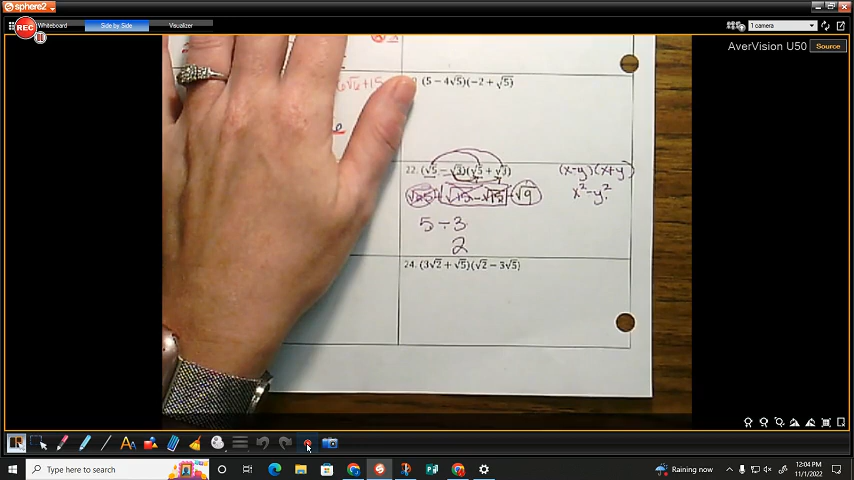 sphere2
REC
Whiteboard
Side by Side
Visualizer
1 camera
AverVision U50
Source
(5 − 4√5)(−2 + √5)
22. (√5 − √3)(√5 + √3)
(x−y)(x+y)
√25 + √15 − √15 − √9
x² − y²
5 − 3
2
24. (3√2 + √5)(√2 − 3√5)
Type here to search
Raining now
12:04 PM
11/1/2022